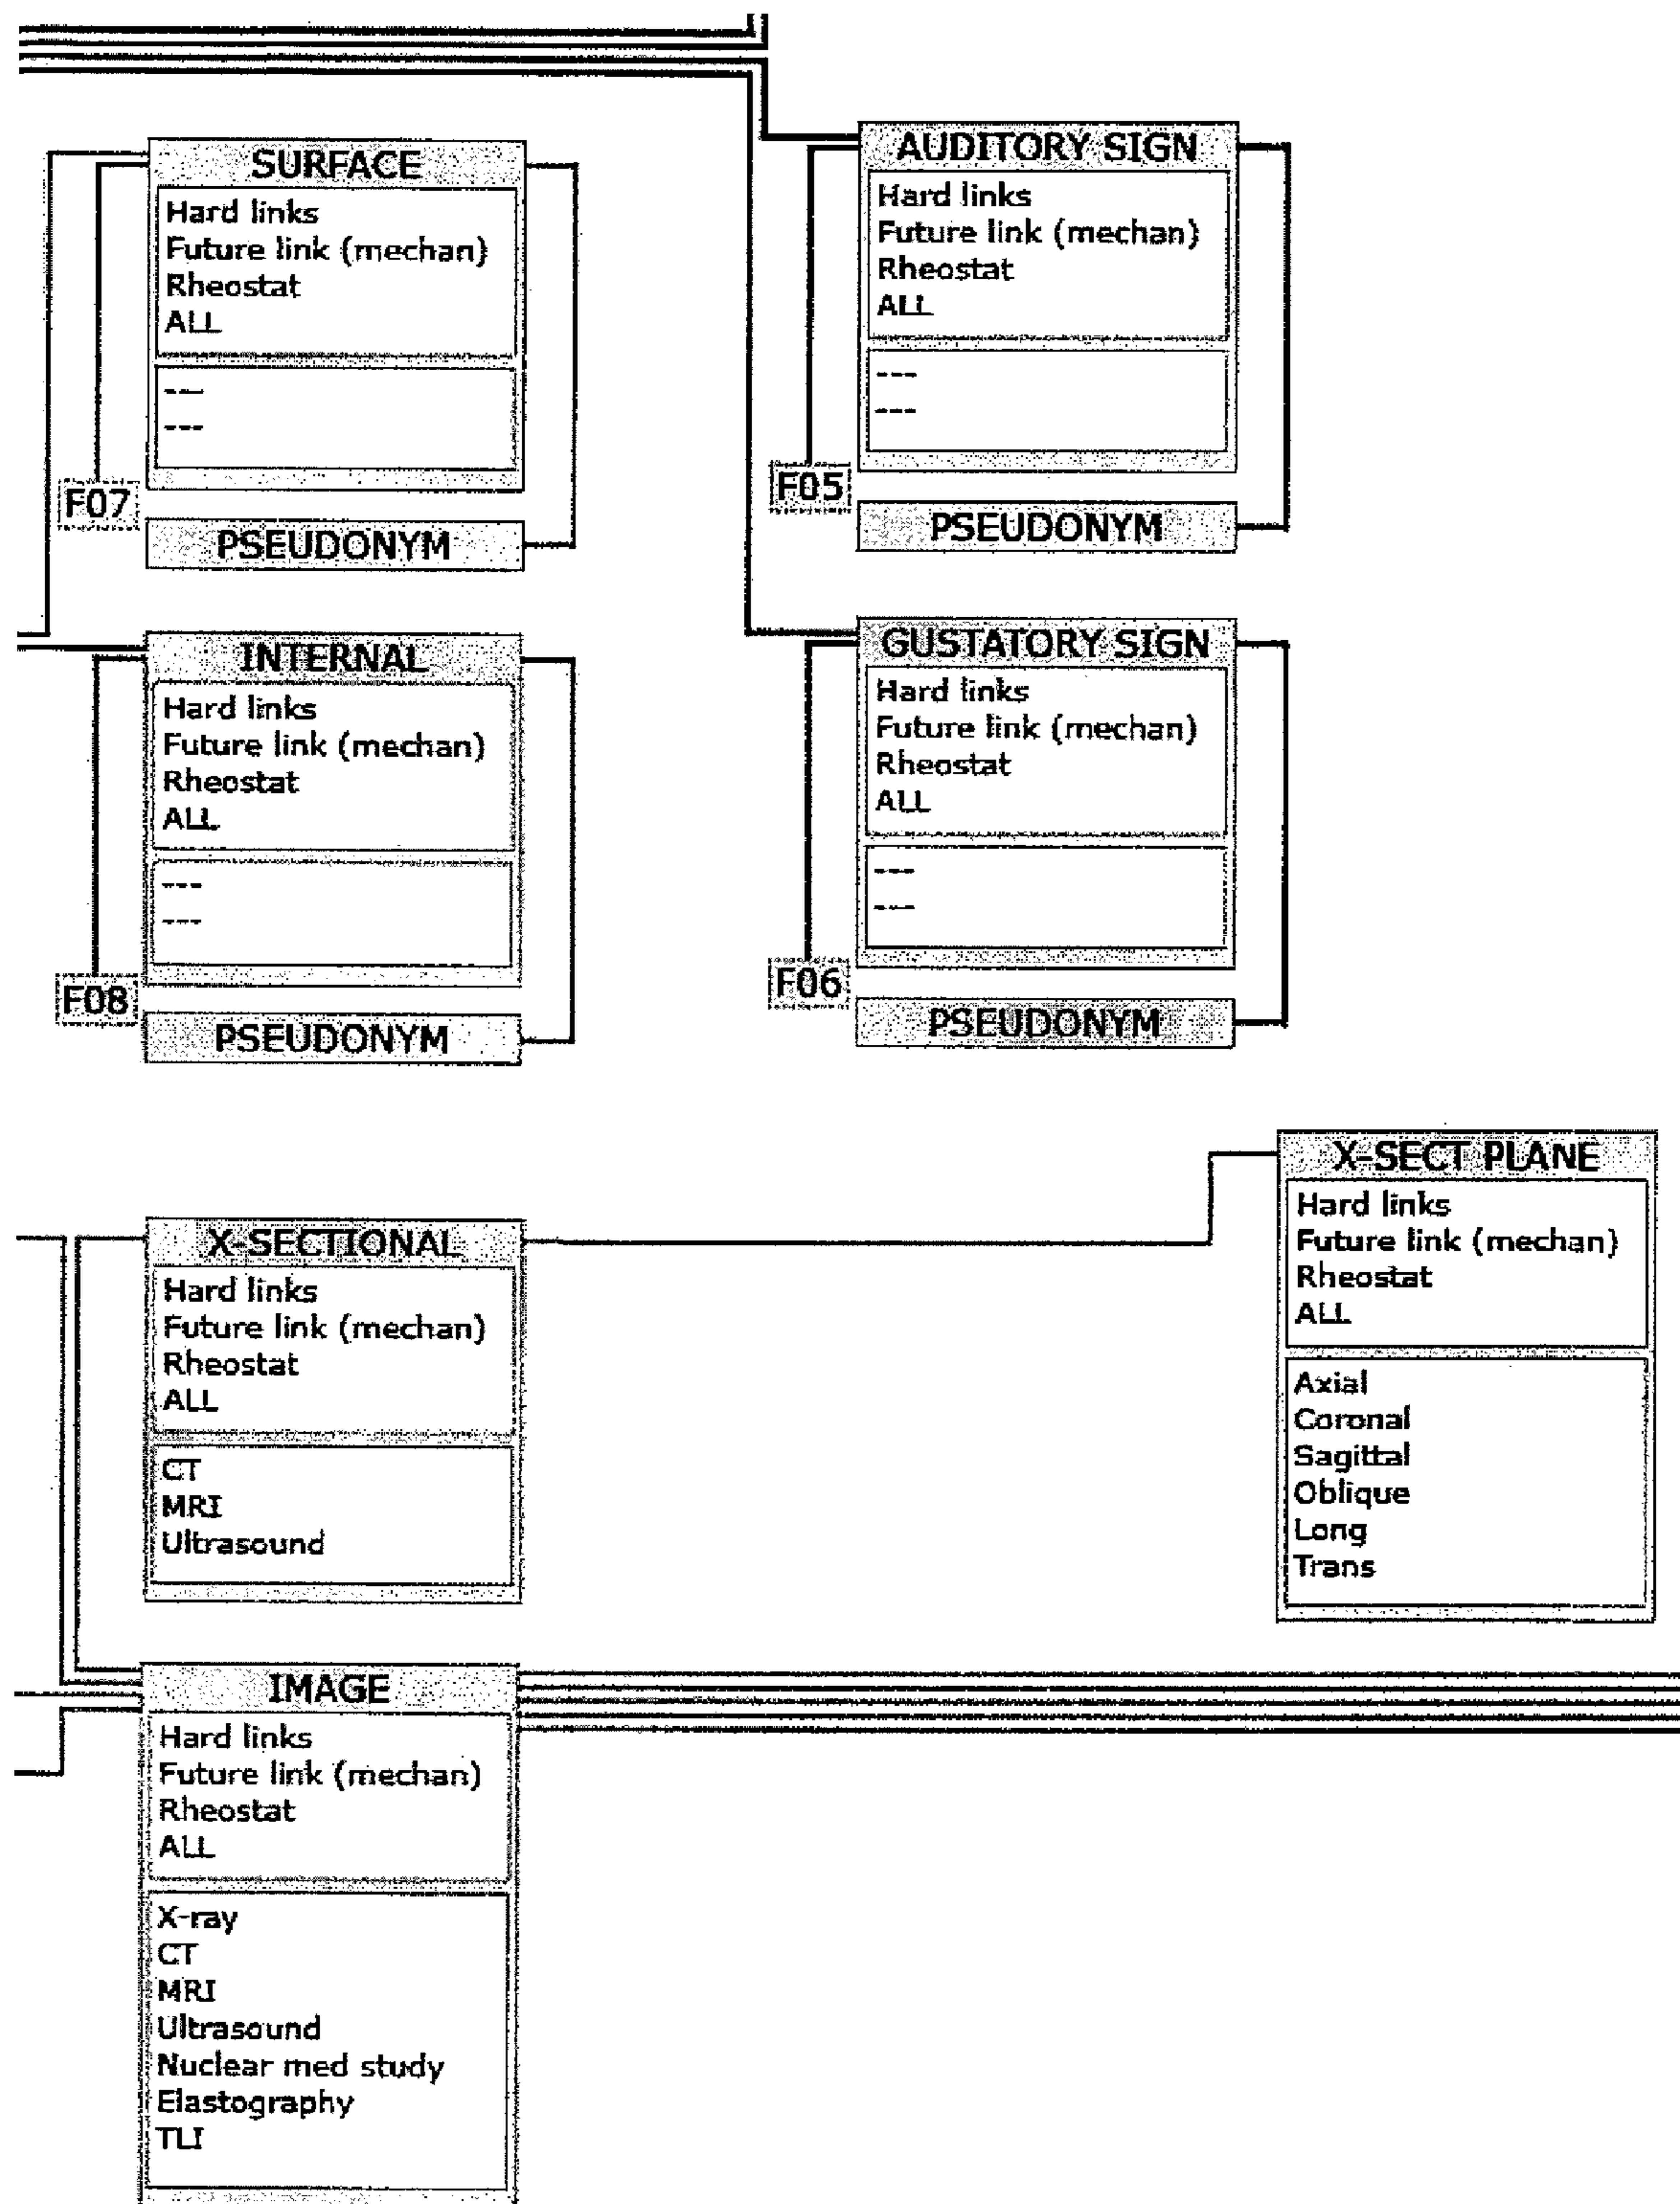 SURFACE
Hard links
Future link (mechan)
Rheostat
ALL
---
---
F07
PSEUDONYM
AUDITORY SIGN
Hard links
Future link (mechan)
Rheostat
ALL
---
---
F05
PSEUDONYM
INTERNAL
Hard links
Future link (mechan)
Rheostat
ALL
---
---
F08
PSEUDONYM
GUSTATORY SIGN
Hard links
Future link (mechan)
Rheostat
ALL
---
---
F06
PSEUDONYM
X-SECTIONAL
Hard links
Future link (mechan)
Rheostat
ALL
CT
MRI
Ultrasound
X-SECT PLANE
Hard links
Future link (mechan)
Rheostat
ALL
Axial
Coronal
Sagittal
Oblique
Long
Trans
IMAGE
Hard links
Future link (mechan)
Rheostat
ALL
X-ray
CT
MRI
Ultrasound
Nuclear med study
Elastography
TLI